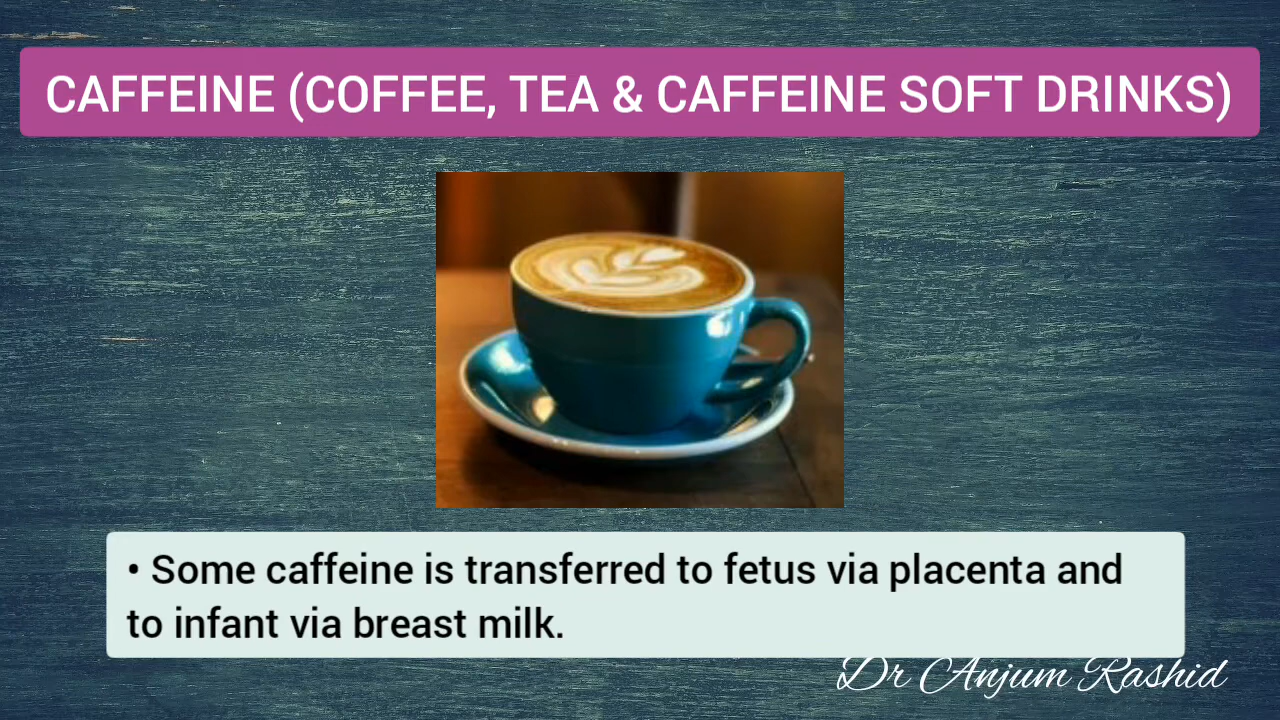 CAFFEINE (COFFEE, TEA & CAFFEINE SOFT DRINKS)
• Some caffeine is transferred to fetus via placenta and
to infant via breast milk.
Dr Anjum Rashid